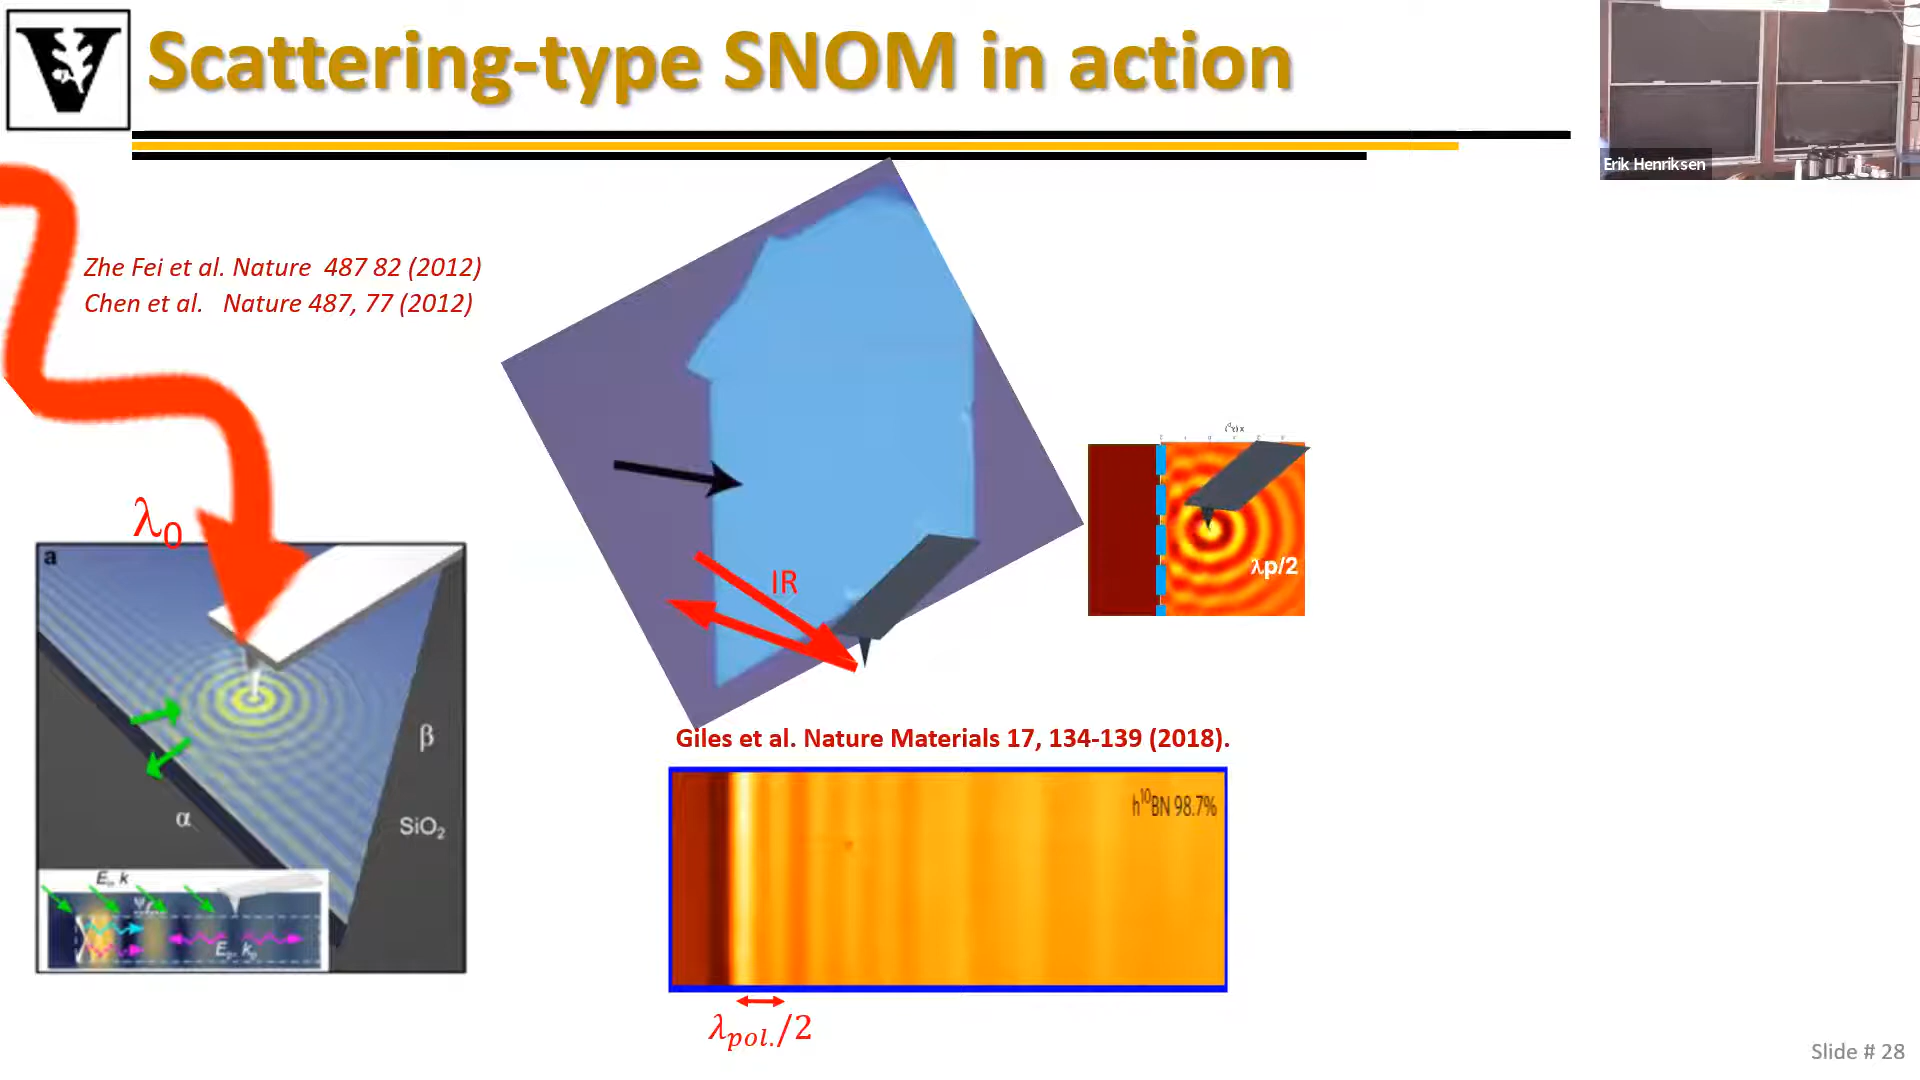 V
Scattering-type SNOM in action
Erik Henriksen
Zhe Fei et al. Nature 487 82 (2012)
Chen et al. Nature 487, 77 (2012)
λ0
a
β
α
SiO2
IR
λp/2
Giles et al. Nature Materials 17, 134-139 (2018).
h10BN 98.7%
λpol./2
Slide # 28